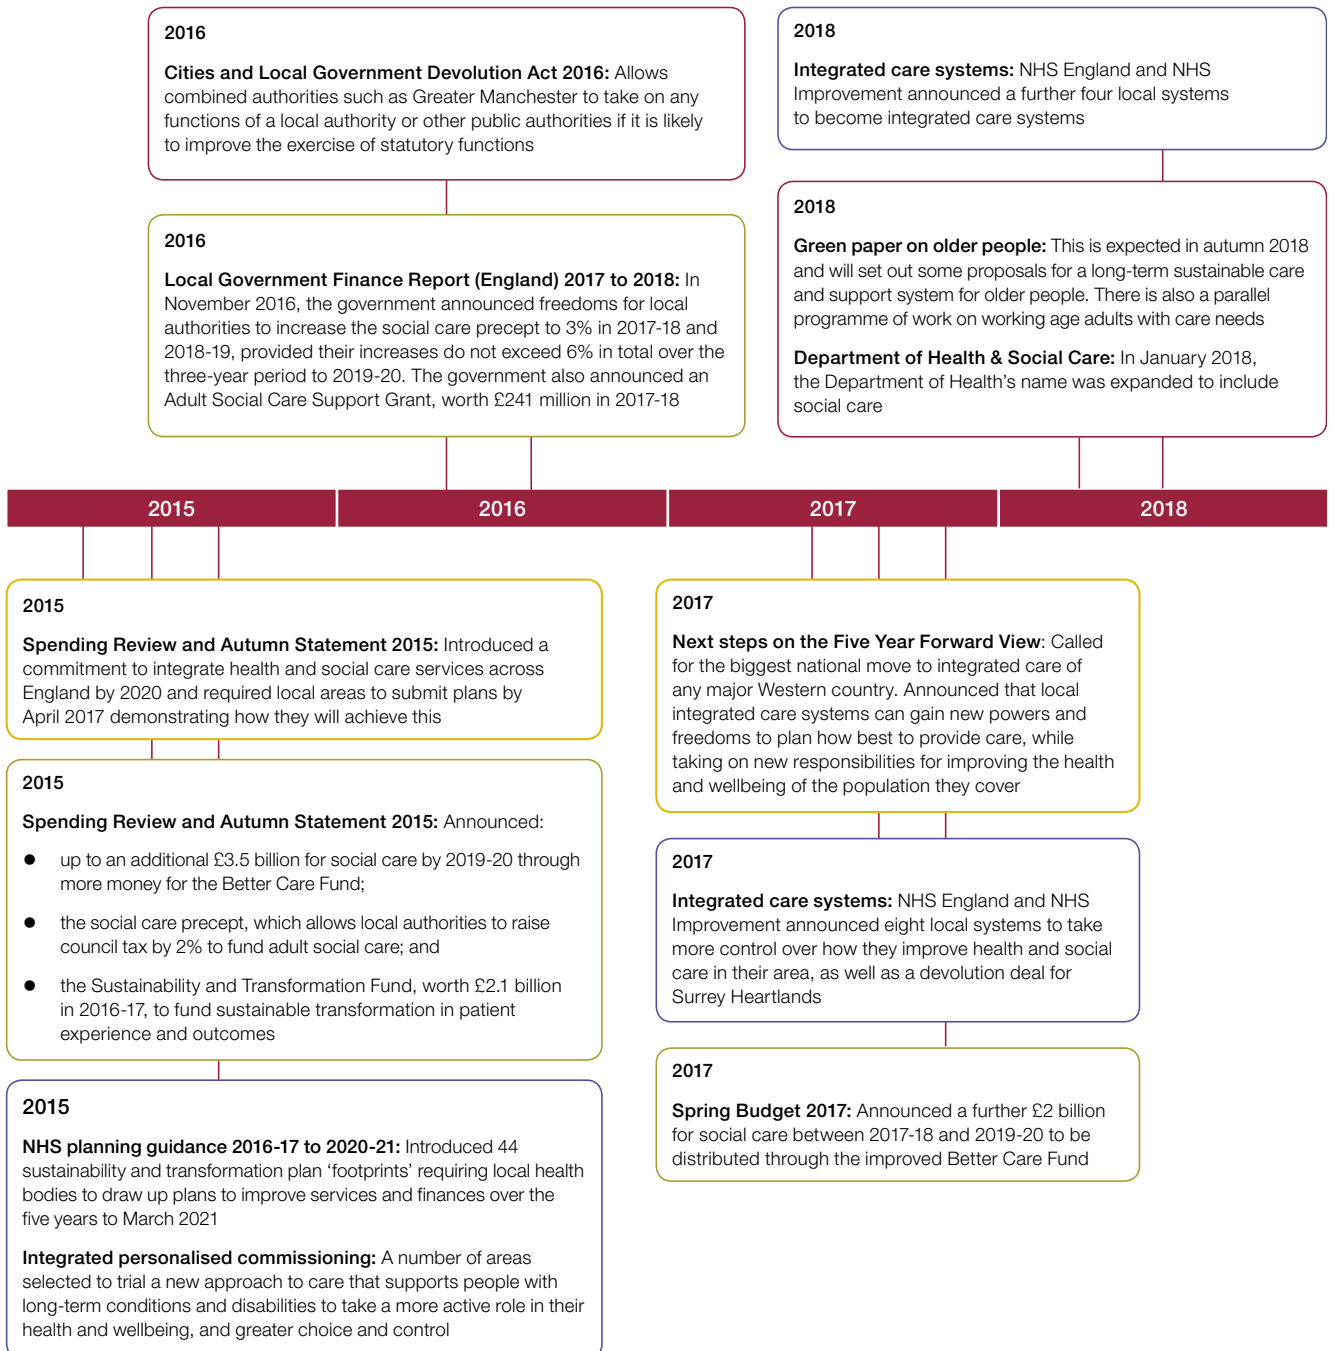 2016
Cities and Local Government Devolution Act 2016: Allows
combined authorities such as Greater Manchester to take on any
functions of a local authority or other public authorities if it is likely
to improve the exercise of statutory functions
2016
Local Government Finance Report (England) 2017 to 2018: In
November 2016, the government announced freedoms for local
authorities to increase the social care precept to 3% in 2017-18 and
2018-19, provided their increases do not exceed 6% in total over the
three-year period to 2019-20. The government also announced an
Adult Social Care Support Grant, worth £241 million in 2017-18
2018
Integrated care systems: NHS England and NHS
Improvement announced a further four local systems
to become integrated care systems
2018
Green paper on older people: This is expected in autumn 2018
and will set out some proposals for a long-term sustainable care
and support system for older people. There is also a parallel
programme of work on working age adults with care needs
Department of Health & Social Care: In January 2018,
the Department of Health’s name was expanded to include
social care
2015
2016
2017
2018
2015
Spending Review and Autumn Statement 2015: Introduced a
commitment to integrate health and social care services across
England by 2020 and required local areas to submit plans by
April 2017 demonstrating how they will achieve this
2015
Spending Review and Autumn Statement 2015: Announced:
● up to an additional £3.5 billion for social care by 2019-20 through
more money for the Better Care Fund;
● the social care precept, which allows local authorities to raise
council tax by 2% to fund adult social care; and
● the Sustainability and Transformation Fund, worth £2.1 billion
in 2016-17, to fund sustainable transformation in patient
experience and outcomes
2015
NHS planning guidance 2016-17 to 2020-21: Introduced 44
sustainability and transformation plan ‘footprints’ requiring local health
bodies to draw up plans to improve services and finances over the
five years to March 2021
Integrated personalised commissioning: A number of areas
selected to trial a new approach to care that supports people with
long-term conditions and disabilities to take a more active role in their
health and wellbeing, and greater choice and control
2017
Next steps on the Five Year Forward View: Called
for the biggest national move to integrated care of
any major Western country. Announced that local
integrated care systems can gain new powers and
freedoms to plan how best to provide care, while
taking on new responsibilities for improving the health
and wellbeing of the population they cover
2017
Integrated care systems: NHS England and NHS
Improvement announced eight local systems to take
more control over how they improve health and social
care in their area, as well as a devolution deal for
Surrey Heartlands
2017
Spring Budget 2017: Announced a further £2 billion
for social care between 2017-18 and 2019-20 to be
distributed through the improved Better Care Fund